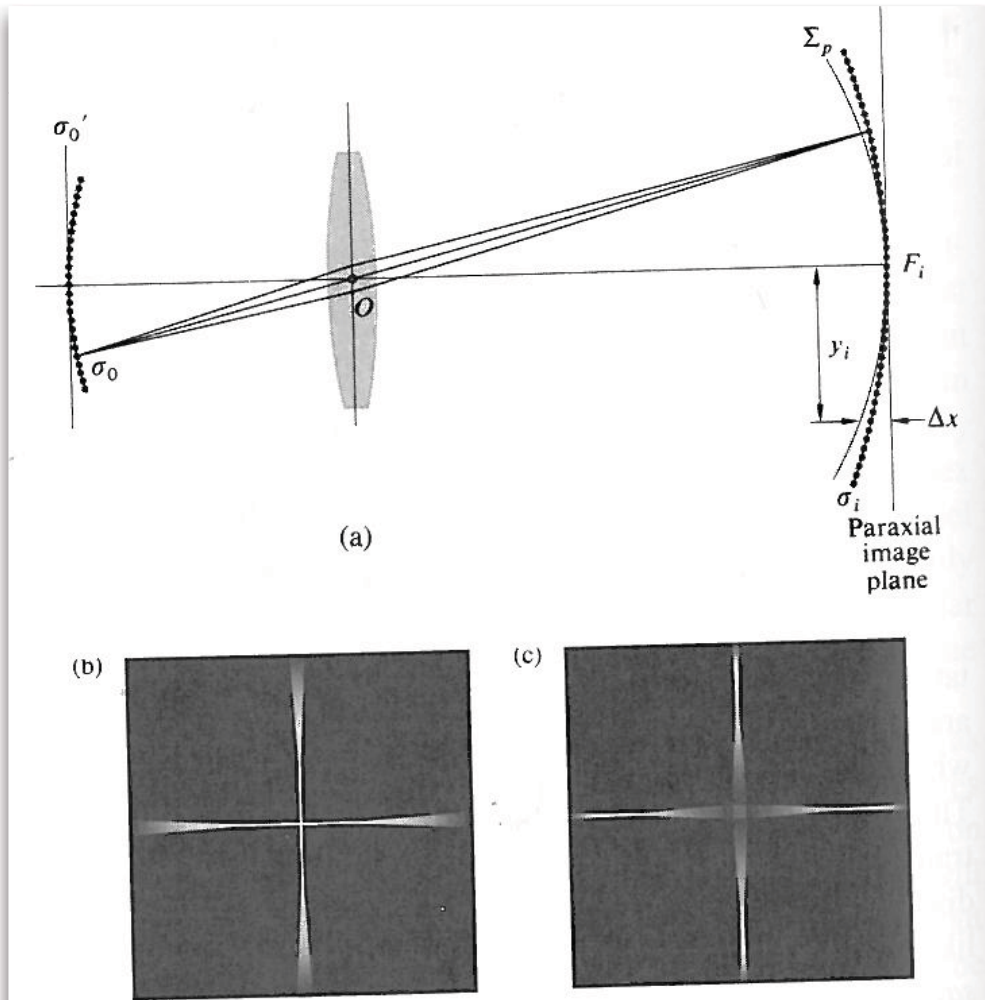 Σp
σ0′
O
Fi
yi
σ0
Δx
σi
(a)
Paraxial
image
plane
(b)
(c)